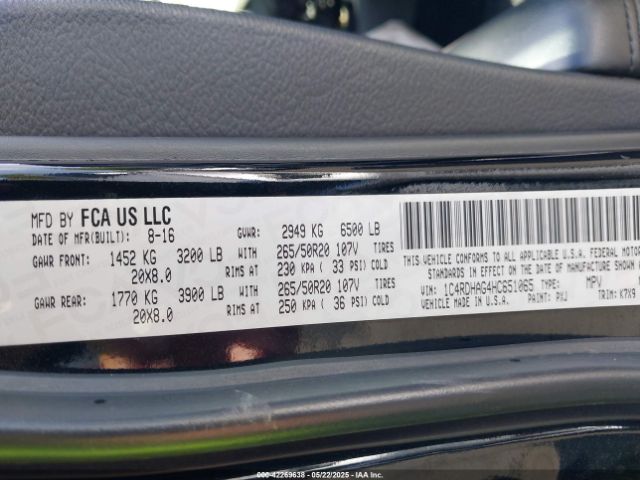 MFD BY FCA US LLC
DATE OF MFR(BUILT): 8-16 GVWR: 2949 KG 6500 LB
GAWR FRONT: 1452 KG 3200 LB WITH 265/50R20 107V TIRES
20X8.0 RIMS AT 230 KPA ( 33 PSI) COLD
GAWR REAR: 1770 KG 3900 LB WITH 265/50R20 107V TIRES
20X8.0 RIMS AT 250 KPA ( 36 PSI) COLD
THIS VEHICLE CONFORMS TO ALL APPLICABLE U.S.A. FEDERAL MOTOR
STANDARDS IN EFFECT ON THE DATE OF MANUFACTURE SHOWN
MADE IN U.S.A.
VIN: 1C4RDHAG4HC651065 TYPE: MPV
PAINT: PXJ TRIM: K7X9
000-42269638 - 05/22/2025 - IAAI.COM